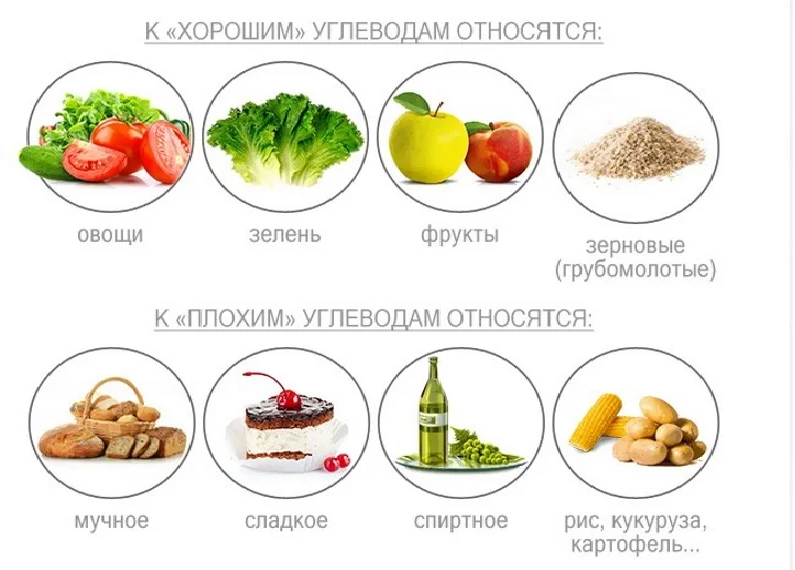 К «ХОРОШИМ» УГЛЕВОДАМ ОТНОСЯТСЯ:
овощи
зелень
фрукты
зерновые
(грубомолотые)
К «ПЛОХИМ» УГЛЕВОДАМ ОТНОСЯТСЯ:
мучное
сладкое
спиртное
рис, кукуруза,
картофель...